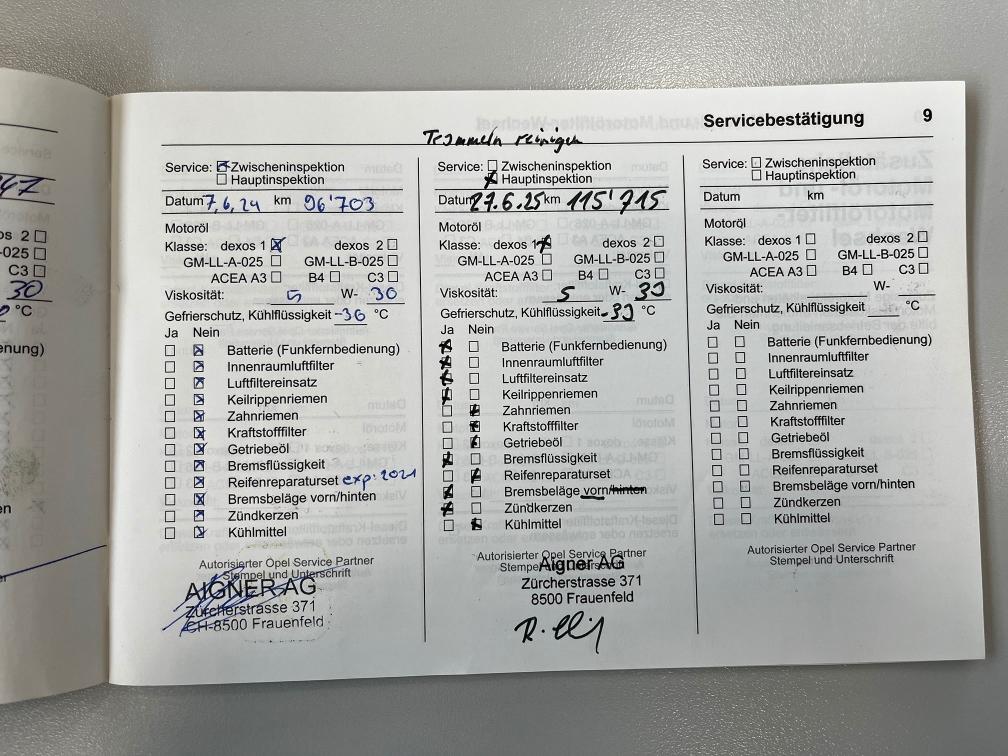 Servicebestätigung 9
Trommeln reinigen
Service: Zwischeninspektion
Hauptinspektion
Datum 7.6.24 km 96'703
Motoröl
Klasse: dexos 1 dexos 2
GM-LL-A-025 GM-LL-B-025
ACEA A3 B4 C3
Viskosität: 5 W- 30
Gefrierschutz, Kühlflüssigkeit -36 °C
Ja Nein
Batterie (Funkfernbedienung)
Innenraumluftfilter
Luftfiltereinsatz
Keilrippenriemen
Zahnriemen
Kraftstofffilter
Getriebeöl
Bremsflüssigkeit
Reifenreparaturset exp: 2021
Bremsbeläge vorn/hinten
Zündkerzen
Kühlmittel
Autorisierter Opel Service Partner
Stempel und Unterschrift
AIGNER AG
Zürcherstrasse 371
CH-8500 Frauenfeld
Service: Zwischeninspektion
Hauptinspektion
Datum 27.6.25 km 115'715
Motoröl
Klasse: dexos 1 dexos 2
GM-LL-A-025 GM-LL-B-025
ACEA A3 B4 C3
Viskosität: 5 W- 30
Gefrierschutz, Kühlflüssigkeit °C
Ja Nein
Batterie (Funkfernbedienung)
Innenraumluftfilter
Luftfiltereinsatz
Keilrippenriemen
Zahnriemen
Kraftstofffilter
Getriebeöl
Bremsflüssigkeit
Reifenreparaturset
Bremsbeläge vorn/hinten
Zündkerzen
Kühlmittel
Autorisierter Opel Service Partner
Stempel und Unterschrift
Aigner AG
Zürcherstrasse 371
8500 Frauenfeld
Service: Zwischeninspektion
Hauptinspektion
Datum km
Motoröl
Klasse: dexos 1 dexos 2
GM-LL-A-025 GM-LL-B-025
ACEA A3 B4 C3
Viskosität: W-
Gefrierschutz, Kühlflüssigkeit °C
Ja Nein
Batterie (Funkfernbedienung)
Innenraumluftfilter
Luftfiltereinsatz
Keilrippenriemen
Zahnriemen
Kraftstofffilter
Getriebeöl
Bremsflüssigkeit
Reifenreparaturset
Bremsbeläge vorn/hinten
Zündkerzen
Kühlmittel
Autorisierter Opel Service Partner
Stempel und Unterschrift